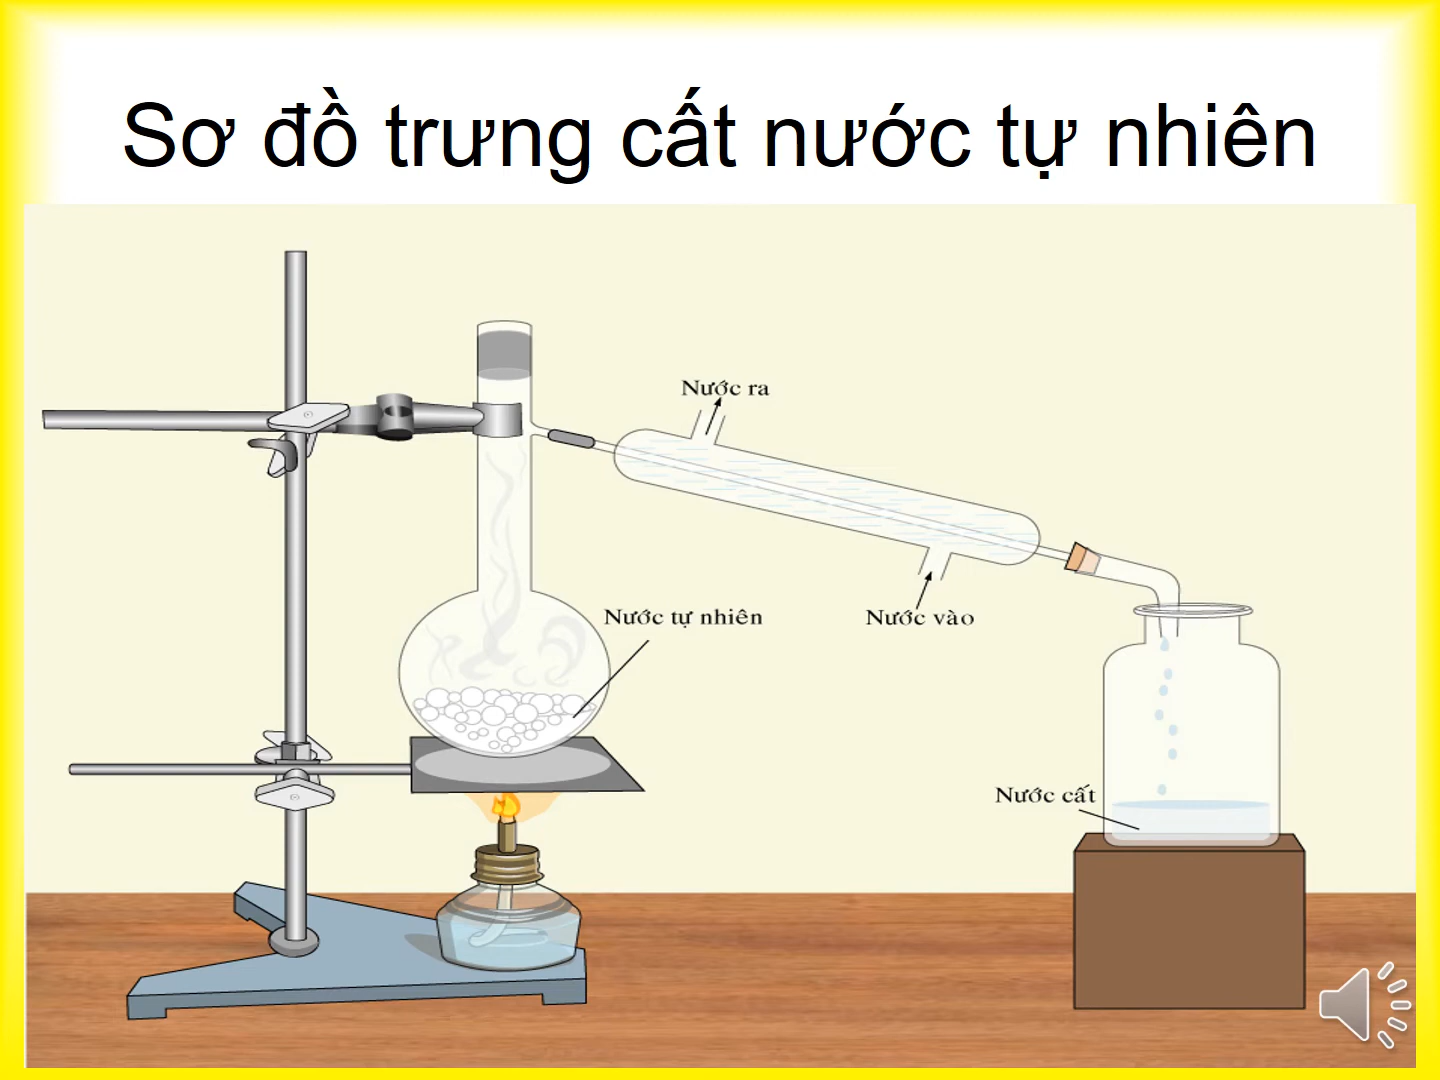 Sơ đồ trưng cất nước tự nhiên
Nước ra
Nước tự nhiên
Nước vào
Nước cất